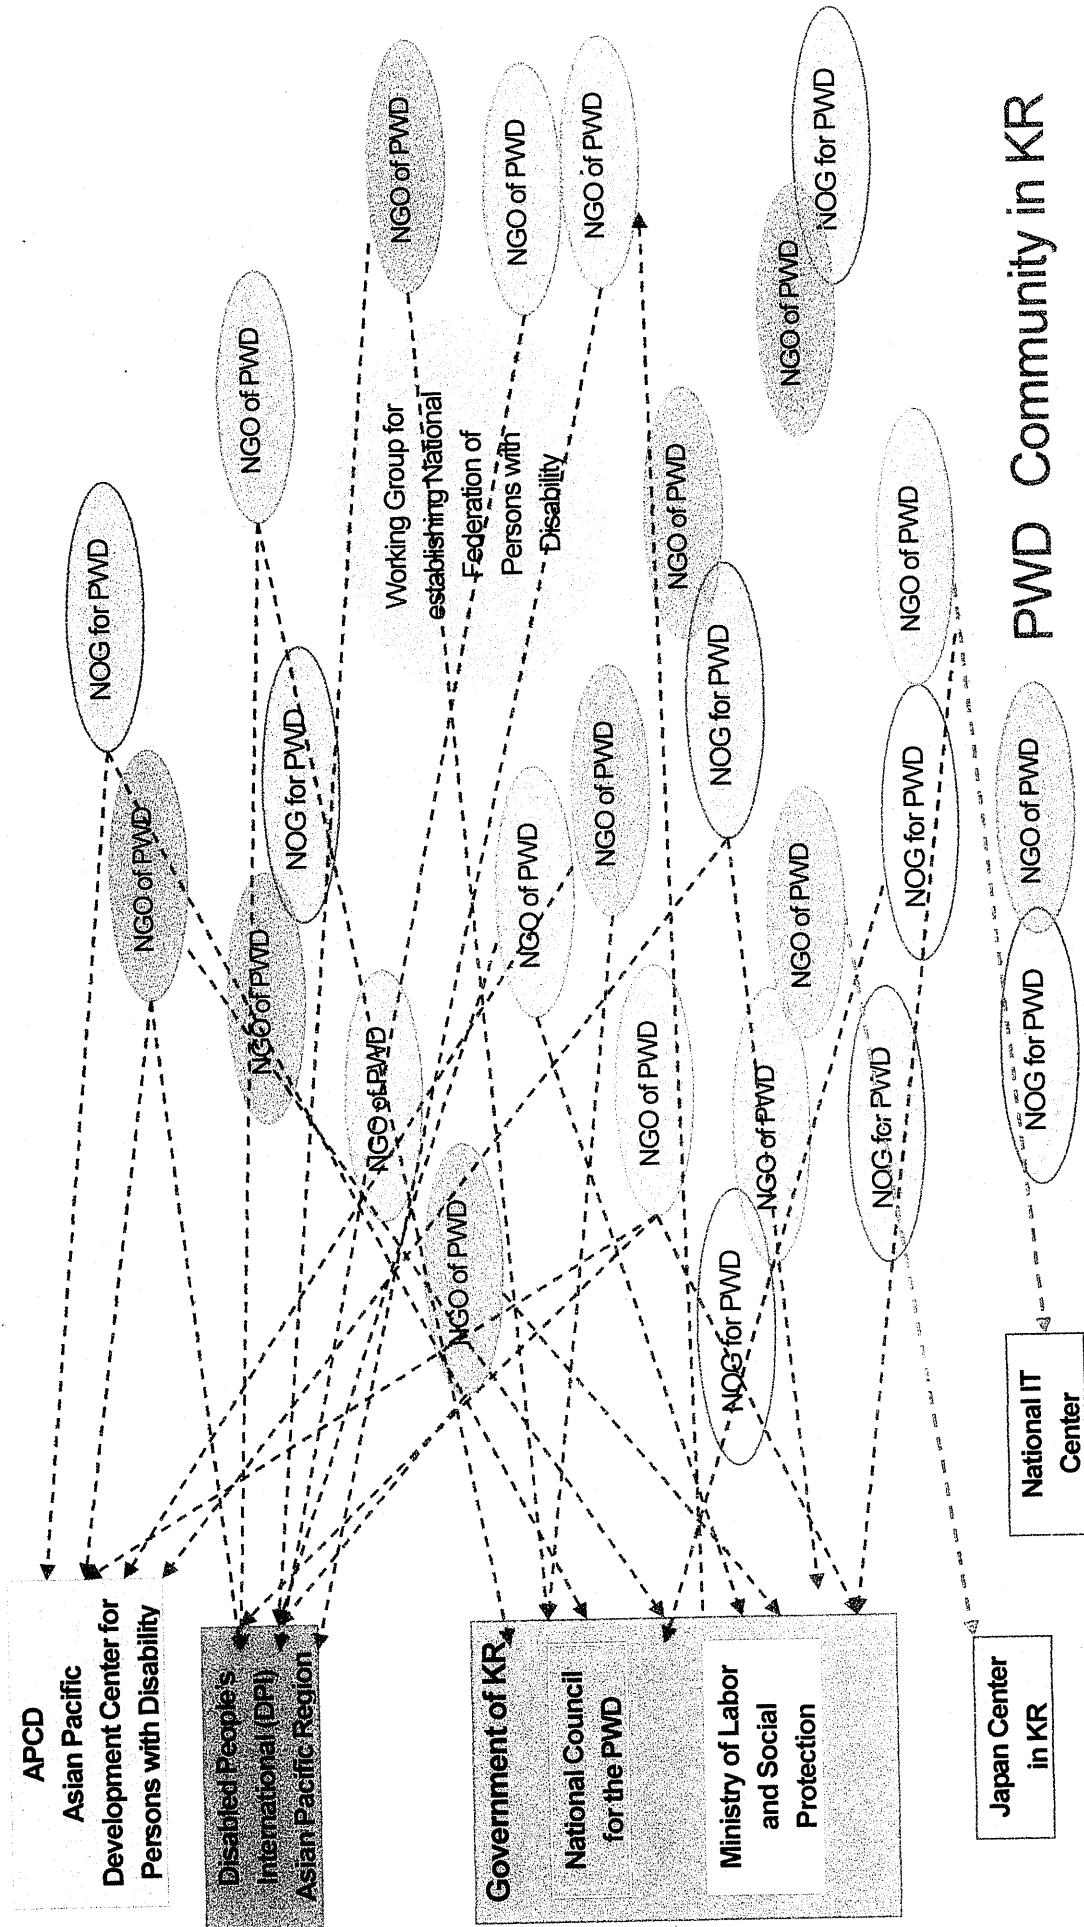 APCD
Asian Pacific
Development Center for
Persons with Disability
Disabled People's
International (DPI)
Asian Pacific Region
Government of KR
National Council
for the PWD
Ministry of Labor
and Social
Protection
Japan Center
in KR
National IT
Center
NOG for PWD
NGO of PWD
NGO of PWD
NGO of PWD
NOG for PWD
NGO of PWD
NGO of PWD
Working Group for
establishing National
Federation of
Persons with
Disability
NGO of PWD
NGO of PWD
NGO of PWD
NGO of PWD
NGO of PWD
NGO of PWD
NGO of PWD
NOG for PWD
NOG for PWD
NGO of PWD
NGO of PWD
NGO of PWD
NOG for PWD
NOG for PWD
NOG for PWD
NGO of PWD
NOG for PWD
NGO of PWD
PWD Community in KR